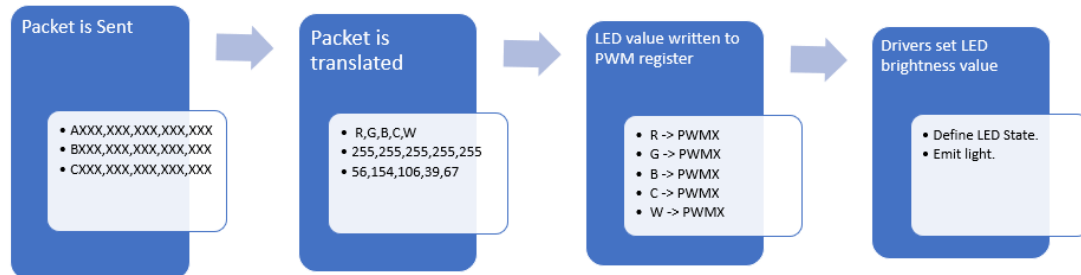 Packet is Sent
• AXXX,XXX,XXX,XXX,XXX
• BXXX,XXX,XXX,XXX,XXX
• CXXX,XXX,XXX,XXX,XXX
Packet is
translated
• R,G,B,C,W
• 255,255,255,255,255
• 56,154,106,39,67
LED value written to
PWM register
• R -> PWMX
• G -> PWMX
• B -> PWMX
• C -> PWMX
• W -> PWMX
Drivers set LED
brightness value
• Define LED State.
• Emit light.